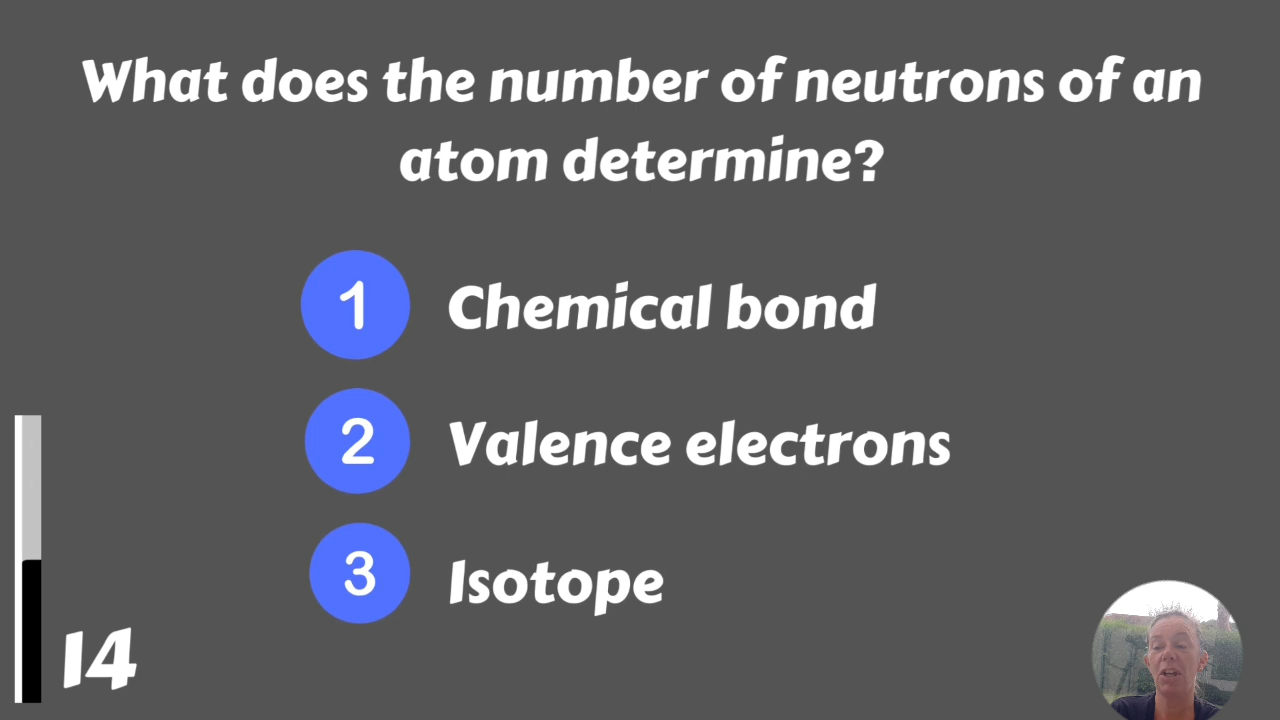 What does the number of neutrons of an
atom determine?
1 Chemical bond
2 Valence electrons
3 Isotope
14